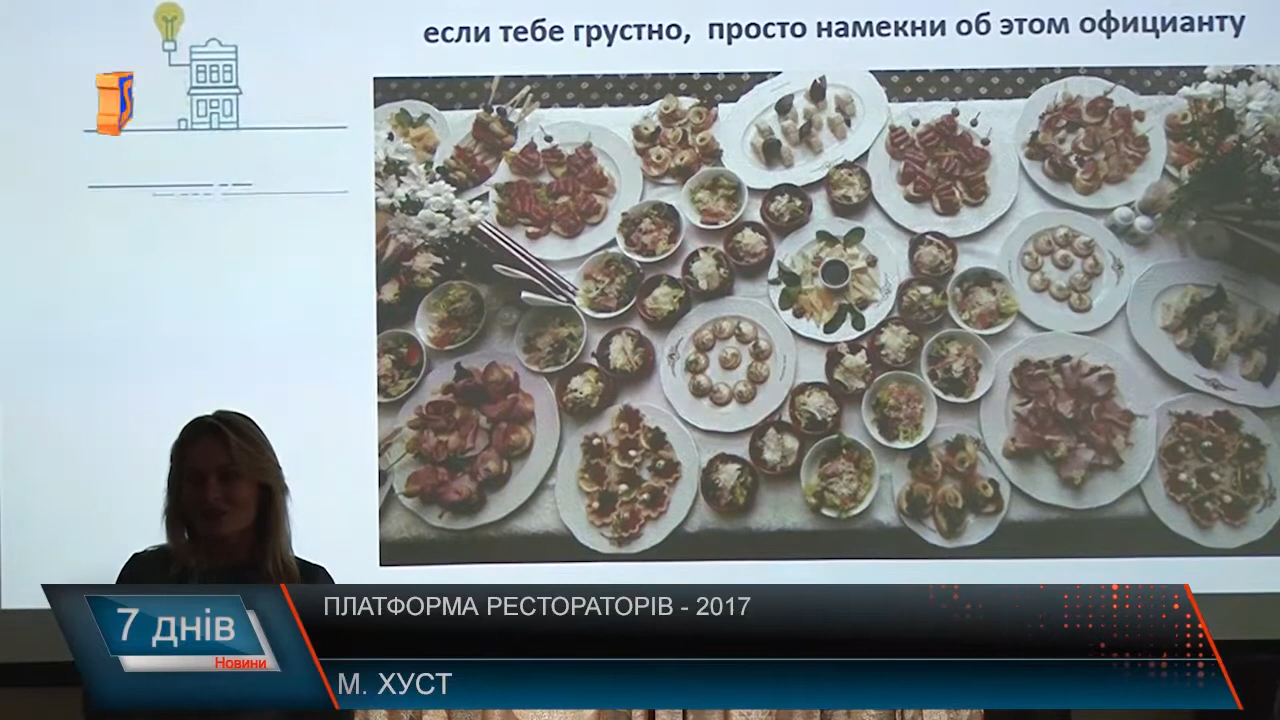 если тебе грустно, просто намекни об этом официанту
ПЛАТФОРМА РЕСТОРАТОРІВ - 2017
7 днів
Новини
М. ХУСТ